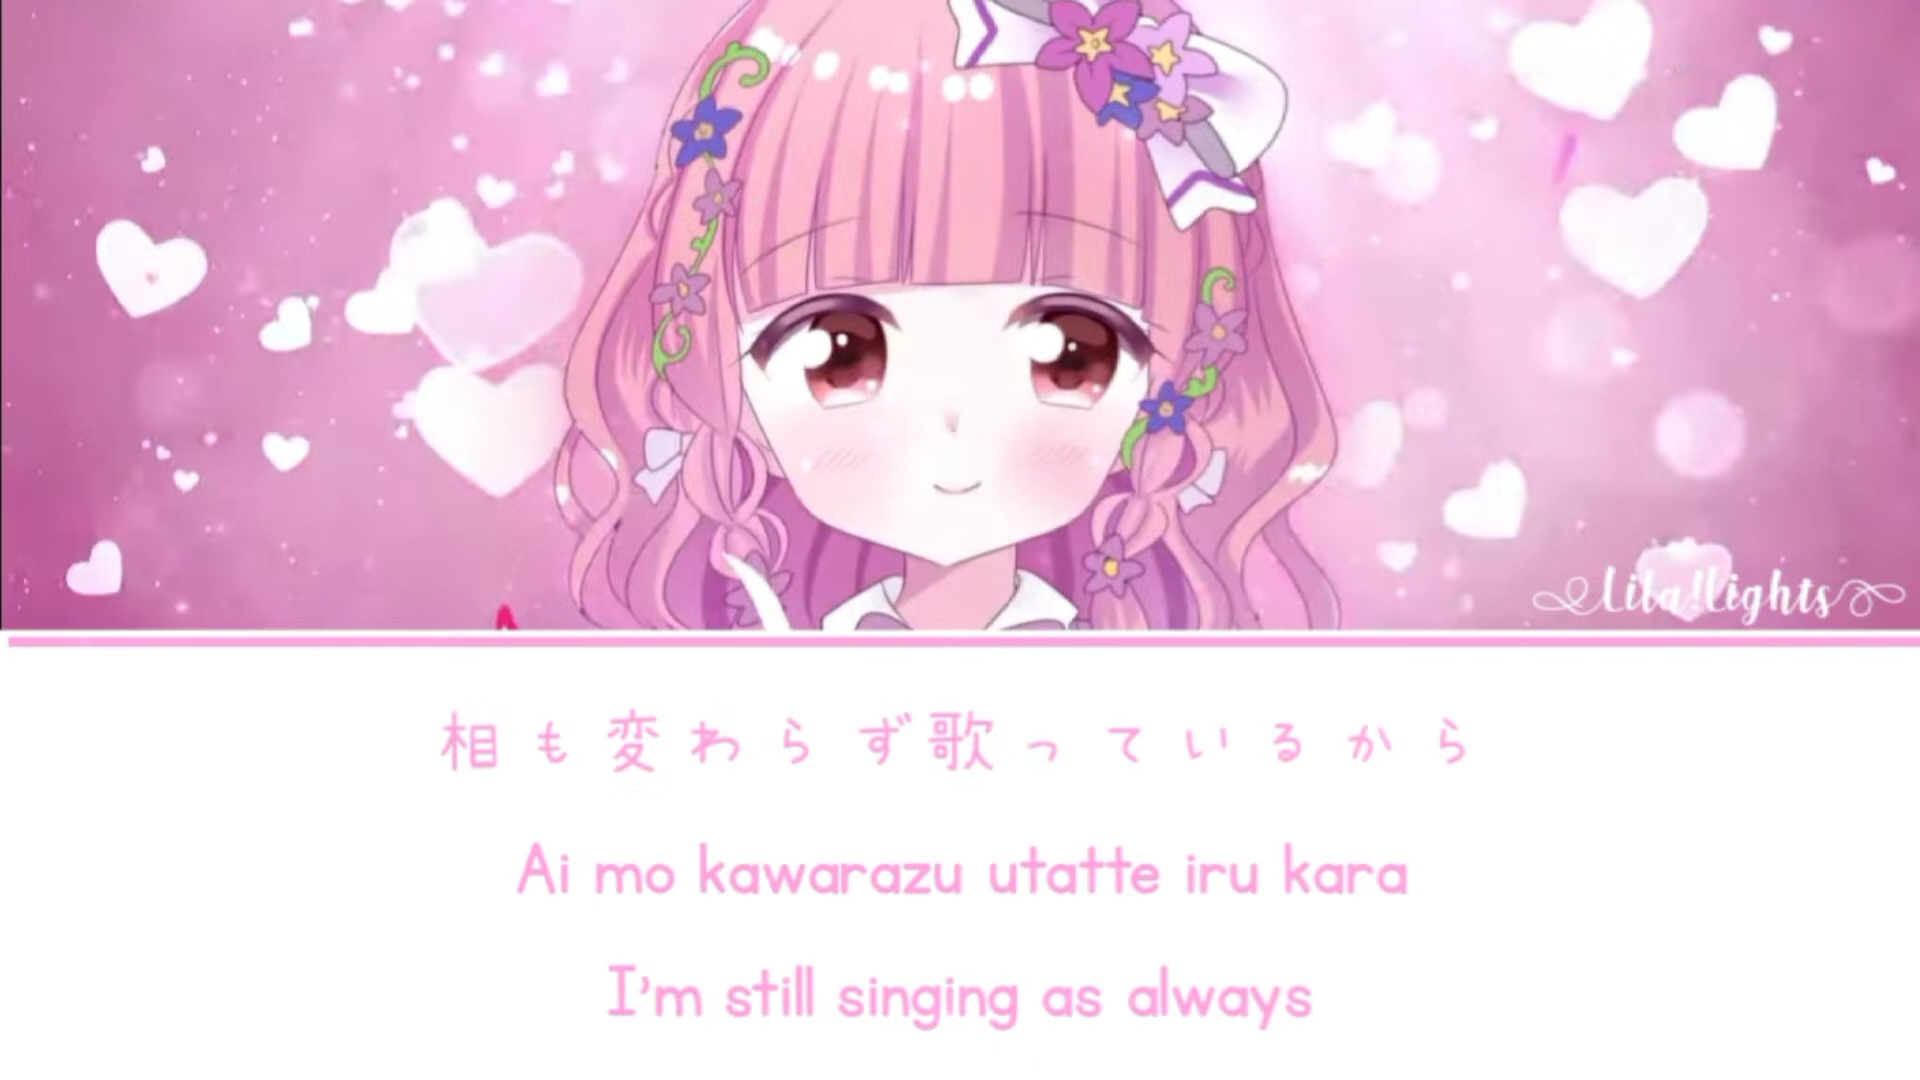 Lila!Lights
相も変わらず歌っているから
Ai mo kawarazu utatte iru kara
I'm still singing as always